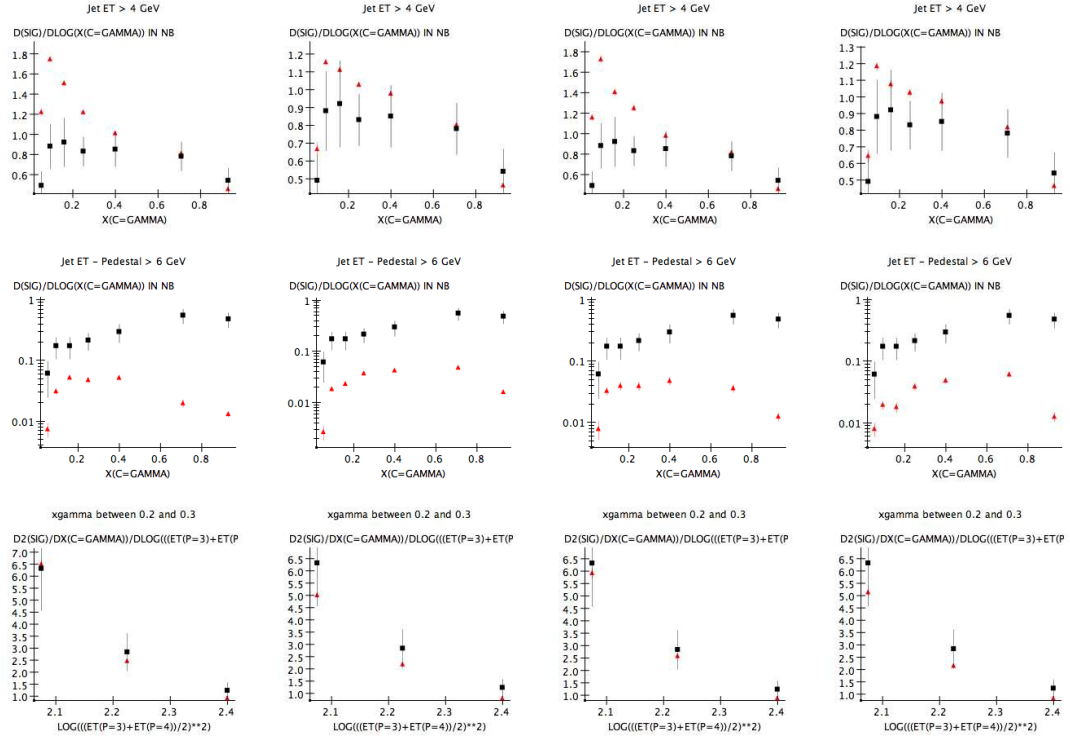 Jet ET > 4 GeV
D(SIG)/DLOG(X(C=GAMMA)) IN NB
1.8
1.6
1.4
1.2
1.0
0.8
0.6
0.2 0.4 0.6 0.8
X(C=GAMMA)
Jet ET > 4 GeV
D(SIG)/DLOG(X(C=GAMMA)) IN NB
1.2
1.1
1.0
0.9
0.8
0.7
0.6
0.5
0.2 0.4 0.6 0.8
X(C=GAMMA)
Jet ET > 4 GeV
D(SIG)/DLOG(X(C=GAMMA)) IN NB
1.8
1.6
1.4
1.2
1.0
0.8
0.6
0.2 0.4 0.6 0.8
X(C=GAMMA)
Jet ET > 4 GeV
D(SIG)/DLOG(X(C=GAMMA)) IN NB
1.3
1.2
1.1
1.0
0.9
0.8
0.7
0.6
0.5
0.2 0.4 0.6 0.8
X(C=GAMMA)
Jet ET - Pedestal > 6 GeV
D(SIG)/DLOG(X(C=GAMMA)) IN NB
1
0.1
0.01
0.2 0.4 0.6 0.8
X(C=GAMMA)
Jet ET - Pedestal > 6 GeV
D(SIG)/DLOG(X(C=GAMMA)) IN NB
1
0.1
0.01
0.2 0.4 0.6 0.8
X(C=GAMMA)
Jet ET - Pedestal > 6 GeV
D(SIG)/DLOG(X(C=GAMMA)) IN NB
1
0.1
0.01
0.2 0.4 0.6 0.8
X(C=GAMMA)
Jet ET - Pedestal > 6 GeV
D(SIG)/DLOG(X(C=GAMMA)) IN NB
1
0.1
0.01
0.2 0.4 0.6 0.8
X(C=GAMMA)
xgamma between 0.2 and 0.3
D2(SIG)/DX(C=GAMMA))/DLOG(((ET(P=3)+ET(P
7.0
6.5
6.0
5.5
5.0
4.5
4.0
3.5
3.0
2.5
2.0
1.5
1.0
2.1 2.2 2.3 2.4
LOG(((ET(P=3)+ET(P=4))/2)**2)
xgamma between 0.2 and 0.3
D2(SIG)/DX(C=GAMMA))/DLOG(((ET(P=3)+ET(P
6.5
6.0
5.5
5.0
4.5
4.0
3.5
3.0
2.5
2.0
1.5
1.0
2.1 2.2 2.3 2.4
LOG(((ET(P=3)+ET(P=4))/2)**2)
xgamma between 0.2 and 0.3
D2(SIG)/DX(C=GAMMA))/DLOG(((ET(P=3)+ET(P
6.5
6.0
5.5
5.0
4.5
4.0
3.5
3.0
2.5
2.0
1.5
1.0
2.1 2.2 2.3 2.4
LOG(((ET(P=3)+ET(P=4))/2)**2)
xgamma between 0.2 and 0.3
D2(SIG)/DX(C=GAMMA))/DLOG(((ET(P=3)+ET(P
6.5
6.0
5.5
5.0
4.5
4.0
3.5
3.0
2.5
2.0
1.5
1.0
2.1 2.2 2.3 2.4
LOG(((ET(P=3)+ET(P=4))/2)**2)